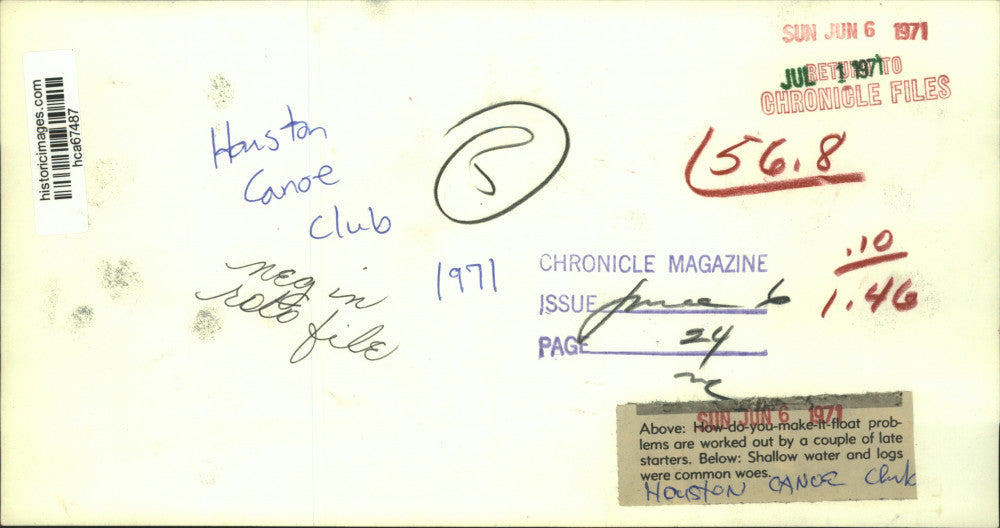 historicimages.com
hca67487
SUN JUN 6 1971
JUL 1 1971
RETURN TO
CHRONICLE FILES
Houston
Canoe
Club
56.8
neg in
roto file
1971
CHRONICLE MAGAZINE
ISSUE June 6
PAGE 24
.10
1.46
SUN JUN 6 1971
Above: How-do-you-make-it-float prob-
lems are worked out by a couple of late
starters. Below: Shallow water and logs
were common woes.
Houston CANOE Club